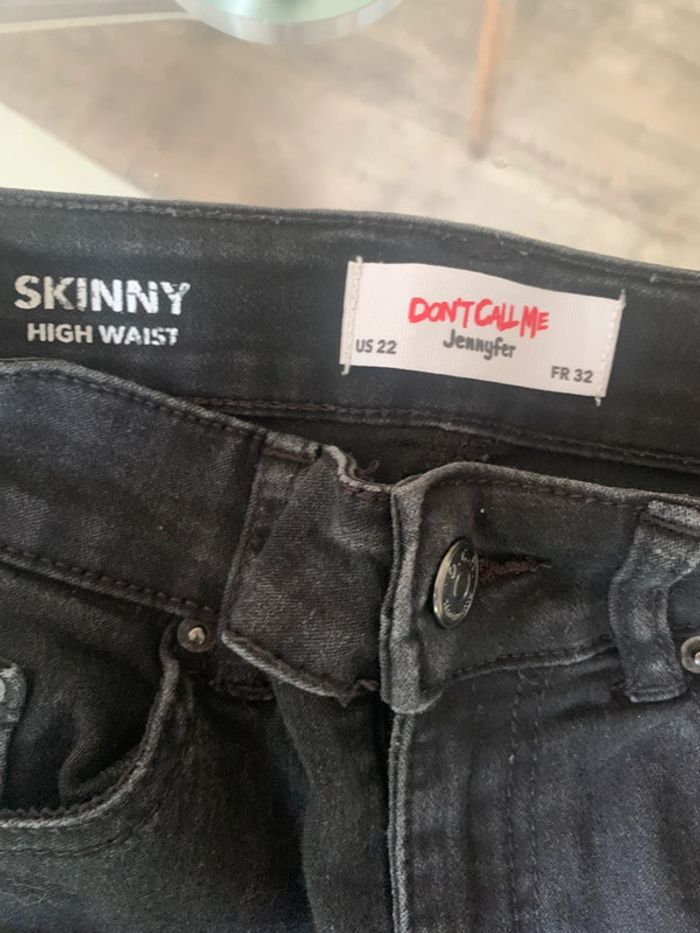 SKINNY
HIGH WAIST
DON'T CALL ME
Jennyfer
US 22
FR 32